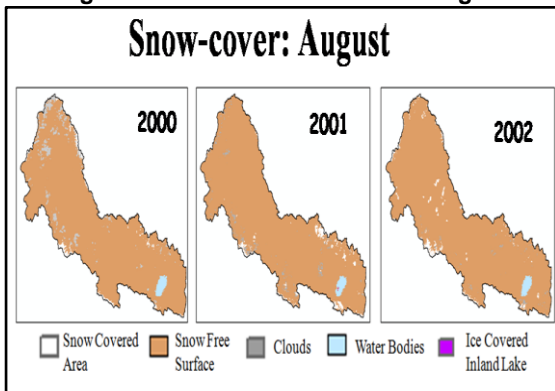 Snow-cover: August
2000
2001
2002
Snow Covered Area
Snow Free Surface
Clouds
Water Bodies
Ice Covered Inland Lake